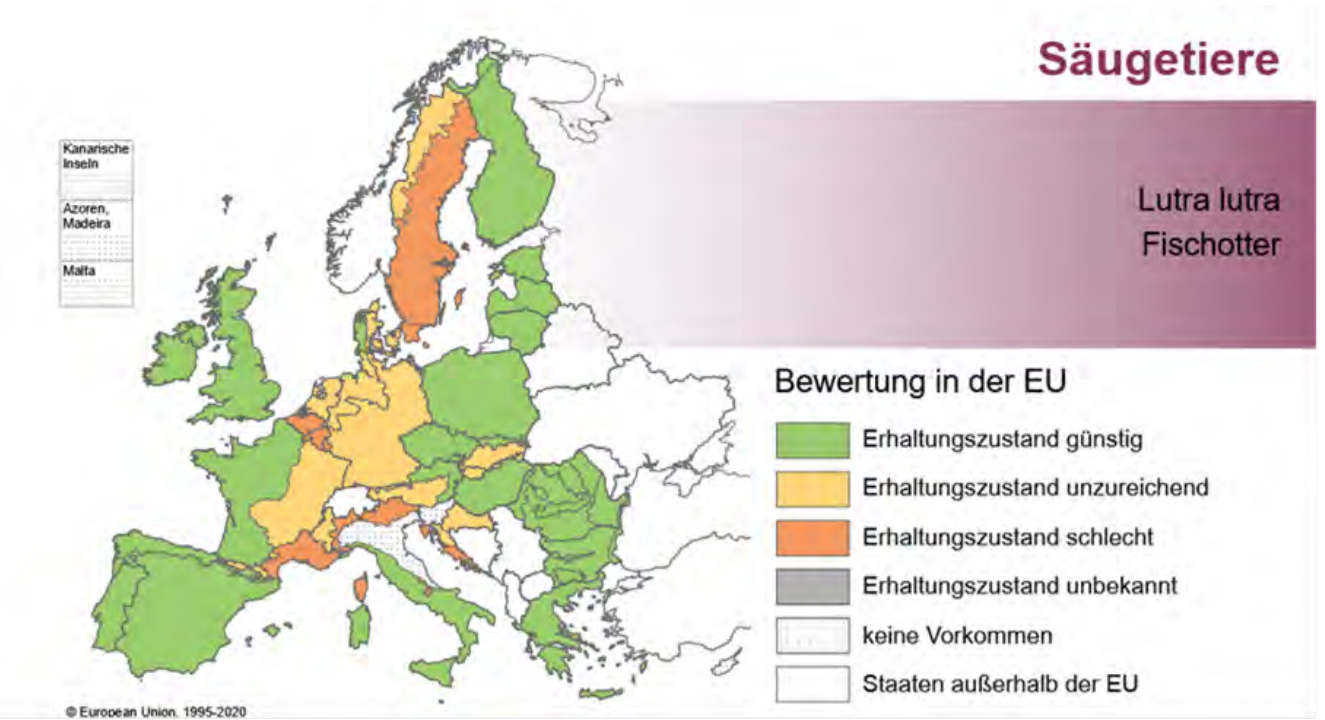 Säugetiere
Kanarische
Inseln
Azoren,
Madeira
Malta
Lutra lutra
Fischotter
Bewertung in der EU
Erhaltungszustand günstig
Erhaltungszustand unzureichend
Erhaltungszustand schlecht
Erhaltungszustand unbekannt
keine Vorkommen
Staaten außerhalb der EU
© European Union, 1995-2020